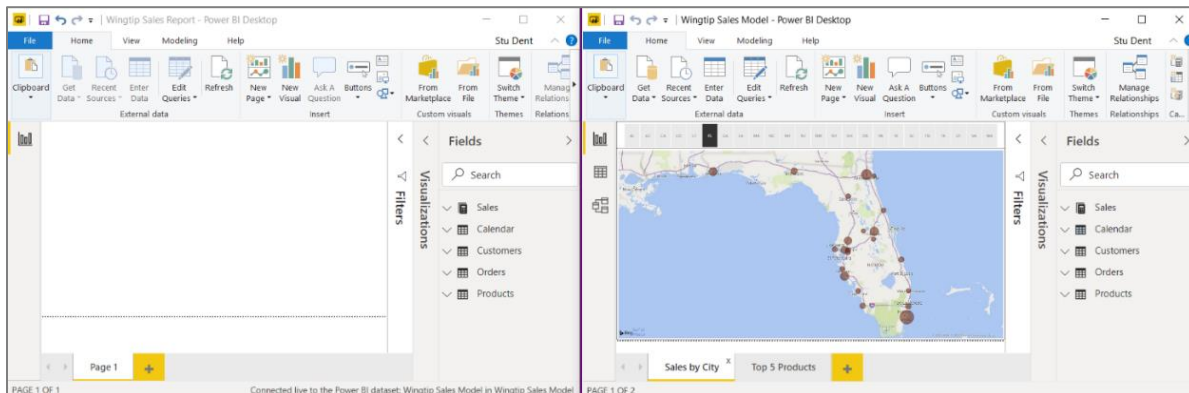 Wingtip Sales Report - Power BI Desktop
File Home View Modeling Help Stu Dent
Clipboard
Get Data
Recent Sources
Enter Data
Edit Queries
Refresh
New Page
New Visual
Ask A Question
Buttons
From Marketplace
From File
Switch Theme
Manag
Relations
External data Insert Custom visuals Themes Relations
Filters
Visualizations
Fields
Search
Sales
Calendar
Customers
Orders
Products
Page 1
PAGE 1 OF 1 Connected live to the Power BI dataset: Wingtip Sales Model in Wingtip Sales Model
Wingtip Sales Model - Power BI Desktop
File Home View Modeling Help Stu Dent
Clipboard
Get Data
Recent Sources
Enter Data
Edit Queries
Refresh
New Page
New Visual
Ask A Question
Buttons
From Marketplace
From File
Switch Theme
Manage Relationships
External data Insert Custom visuals Themes Relationships Ca...
Filters
Visualizations
Fields
Search
Sales
Calendar
Customers
Orders
Products
Sales by City Top 5 Products
PAGE 1 OF 2